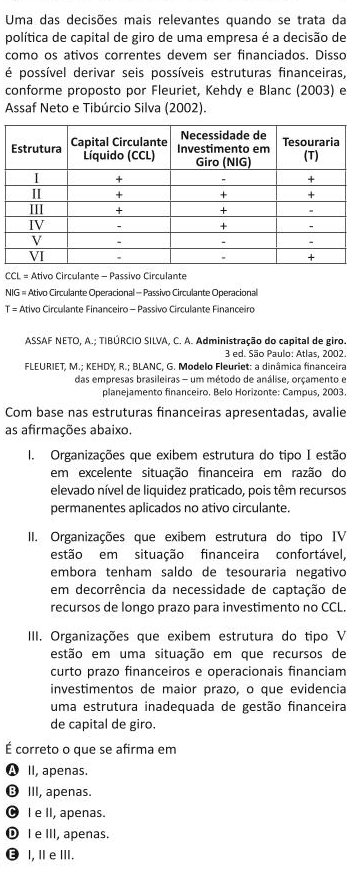 Uma das decisões mais relevantes quando se trata da
política de capital de giro de uma empresa é a decisão de
como os ativos correntes devem ser financiados. Disso
é possível derivar seis possíveis estruturas financeiras,
conforme proposto por Fleuriet, Kehdy e Blanc (2003) e
Assaf Neto e Tibúrcio Silva (2002).
Estrutura Capital Circulante Líquido (CCL) Necessidade de Investimento em Giro (NIG) Tesouraria (T)
I + - +
II + + +
III + + -
IV - + -
V - - -
VI - - +
CCL = Ativo Circulante – Passivo Circulante
NIG = Ativo Circulante Operacional – Passivo Circulante Operacional
T = Ativo Circulante Financeiro – Passivo Circulante Financeiro
ASSAF NETO, A.; TIBÚRCIO SILVA, C. A. Administração do capital de giro.
3 ed. São Paulo: Atlas, 2002.
FLEURIET, M.; KEHDY, R.; BLANC, G. Modelo Fleuriet: a dinâmica financeira
das empresas brasileiras – um método de análise, orçamento e
planejamento financeiro. Belo Horizonte: Campus, 2003.
Com base nas estruturas financeiras apresentadas, avalie
as afirmações abaixo.
I. Organizações que exibem estrutura do tipo I estão
em excelente situação financeira em razão do
elevado nível de liquidez praticado, pois têm recursos
permanentes aplicados no ativo circulante.
II. Organizações que exibem estrutura do tipo IV
estão em situação financeira confortável,
embora tenham saldo de tesouraria negativo
em decorrência da necessidade de captação de
recursos de longo prazo para investimento no CCL.
III. Organizações que exibem estrutura do tipo V
estão em uma situação em que recursos de
curto prazo financeiros e operacionais financiam
investimentos de maior prazo, o que evidencia
uma estrutura inadequada de gestão financeira
de capital de giro.
É correto o que se afirma em
A II, apenas.
B III, apenas.
C I e II, apenas.
D I e III, apenas.
E I, II e III.